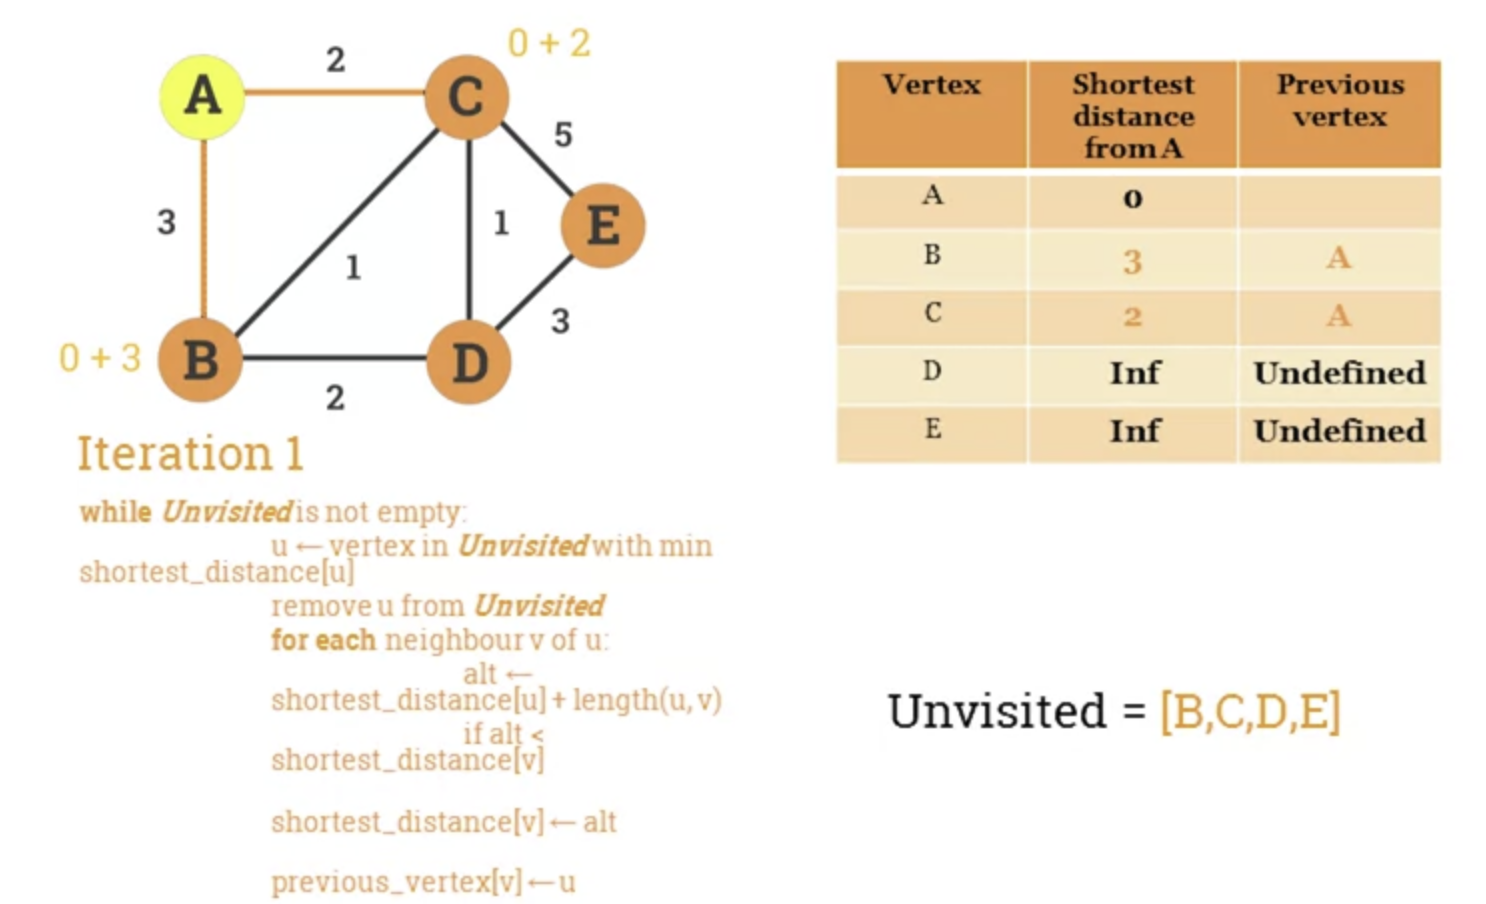 0 + 2
2
A
C
5
3
1
1
E
3
0 + 3
B
D
2
Iteration 1
while Unvisited is not empty:
u ← vertex in Unvisited with min
shortest_distance[u]
remove u from Unvisited
for each neighbour v of u:
alt ←
shortest_distance[u] + length(u, v)
if alt <
shortest_distance[v]
shortest_distance[v] ← alt
previous_vertex[v] ← u
Vertex Shortest distance from A Previous vertex
A 0
B 3 A
C 2 A
D Inf Undefined
E Inf Undefined
Unvisited = [B,C,D,E]